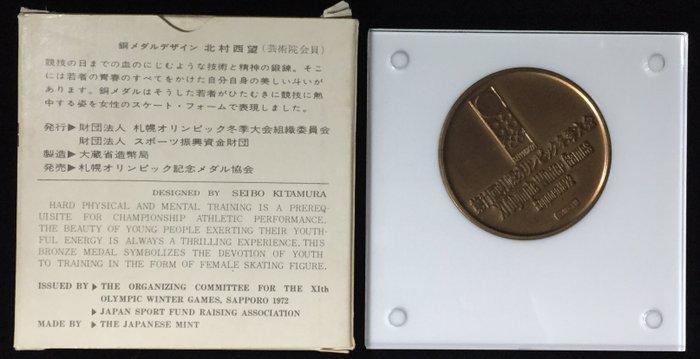 銅メダルデザイン 北村西望(芸術院会員)
競技の日までの血のにじむような技術と精神の鍛錬。そこ
には若者の青春のすべてをかけた自分自身の美しい斗いが
あります。銅メダルはそうした若者がひたむきに競技に熱
中する姿を女性のスケート・フォームで表現しました。
発行▶財団法人 札幌オリンピック冬季大会組織委員会
財団法人 スポーツ振興資金財団
製造▶大蔵省造幣局
発売▶札幌オリンピック記念メダル協会
DESIGNED BY SEIBO KITAMURA
HARD PHYSICAL AND MENTAL TRAINING IS A PREREQ-
UISITE FOR CHAMPIONSHIP ATHLETIC PERFORMANCE.
THE BEAUTY OF YOUNG PEOPLE EXERTING THEIR YOUTH-
FUL ENERGY IS ALWAYS A THRILLING EXPERIENCE. THIS
BRONZE MEDAL SYMBOLIZES THE DEVOTION OF YOUTH
TO TRAINING IN THE FORM OF FEMALE SKATING FIGURE.
ISSUED BY ▶ THE ORGANIZING COMMITTEE FOR THE XIth
OLYMPIC WINTER GAMES, SAPPORO 1972
▶ JAPAN SPORT FUND RAISING ASSOCIATION
MADE BY ▶ THE JAPANESE MINT
札幌オリンピック冬季大会
XI Olympic Winter Games
Sapporo'72